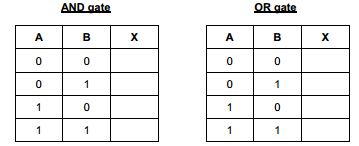 AND gate OR gate
A B X A B X
0 0 0 0
0 1 0 1
1 0 1 0
1 1 1 1